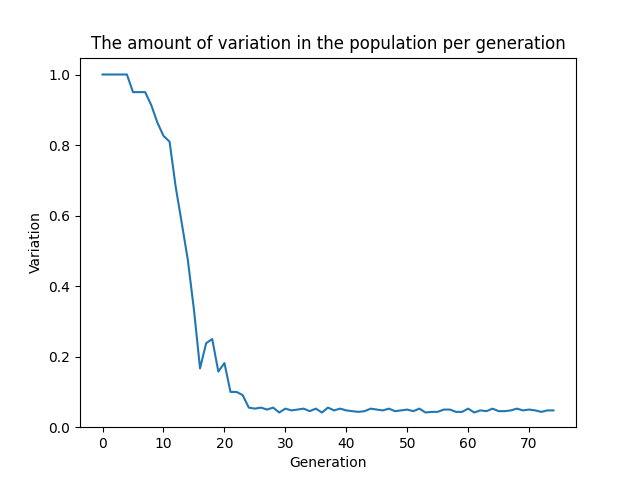 The amount of variation in the population per generation
1.0
0.8
0.6
0.4
0.2
0.0
Variation
0 10 20 30 40 50 60 70
Generation